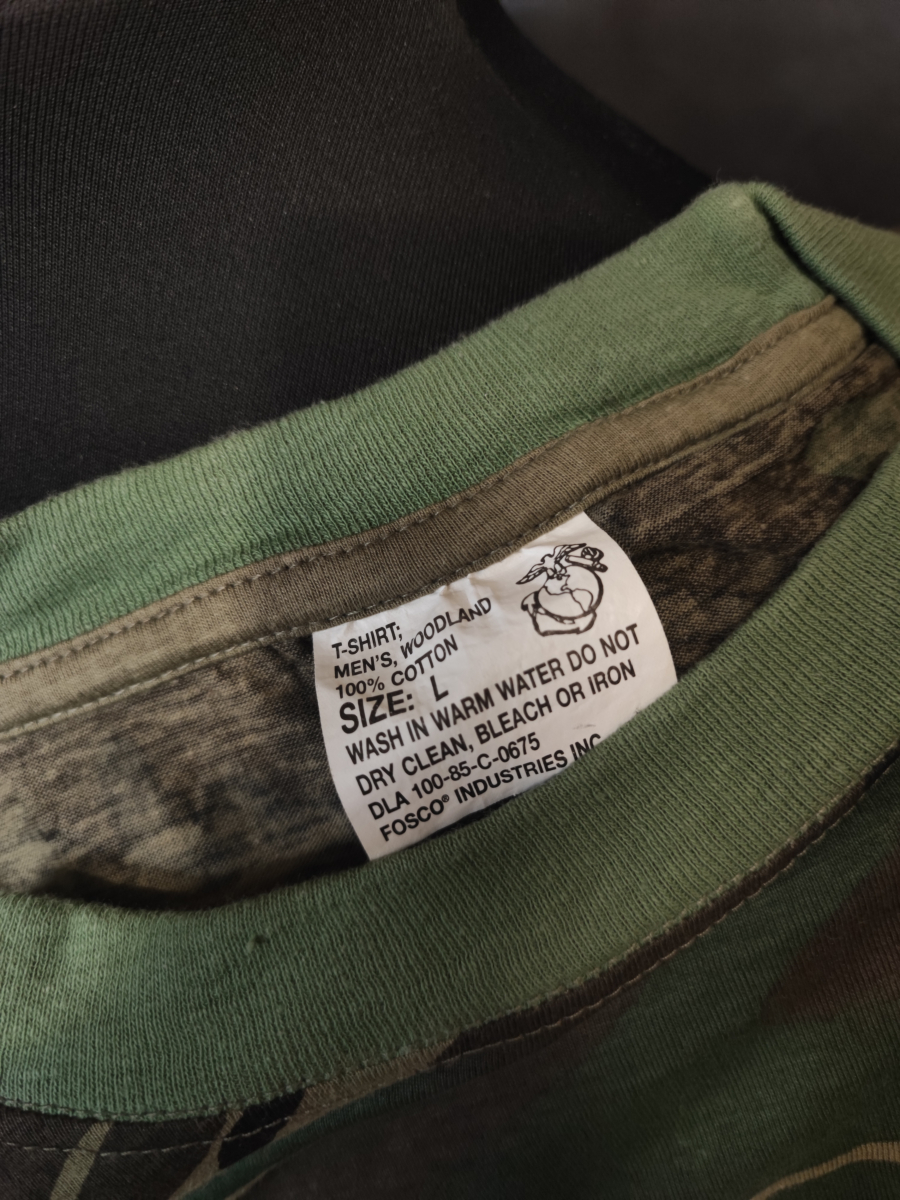 T-SHIRT;
MEN'S, WOODLAND
100% COTTON
SIZE: L
WASH IN WARM WATER DO NOT
DRY CLEAN, BLEACH OR IRON
DLA 100-85-C-0675
FOSCO® INDUSTRIES INC